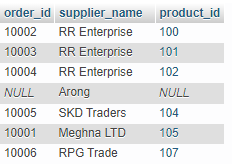 order_id supplier_name product_id
10002 RR Enterprise 100
10003 RR Enterprise 101
10004 RR Enterprise 102
NULL Arong NULL
10005 SKD Traders 104
10001 Meghna LTD 105
10006 RPG Trade 107